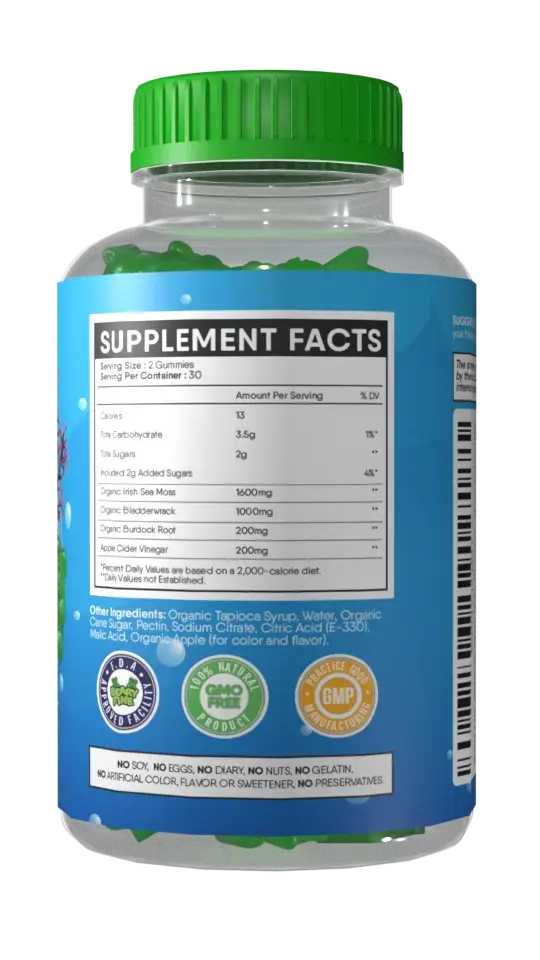 SUPPLEMENT FACTS
Serving Size : 2 Gummies
Serving Per Container : 30
Amount Per Serving % DV
Calories 13
Total Carbohydrate 3.5g 1%*
Total Sugars 2g **
Included 2g Added Sugars 4%*
Organic Irish Sea Moss 1600mg **
Organic Bladderwrack 1000mg **
Organic Burdock Root 200mg **
Apple Cider Vinegar 200mg **
*Percent Daily Values are based on a 2,000-calorie diet.
**Daily Values not Established.
Other Ingredients: Organic Tapioca Syrup, Water, Organic
Cane Sugar, Pectin, Sodium Citrate, Citric Acid (E-330),
Malic Acid, Organic Apple (for color and flavor).
F.D.A
BEARY
MINE
APPROVED FACILITY
100% NATURAL
GMO
FREE
PRODUCT
PRACTICE GOOD
GMP
MANUFACTURING
NO SOY, NO EGGS, NO DIARY, NO NUTS, NO GELATIN,
NO ARTIFICIAL COLOR, FLAVOR OR SWEETENER, NO PRESERVATIVES.